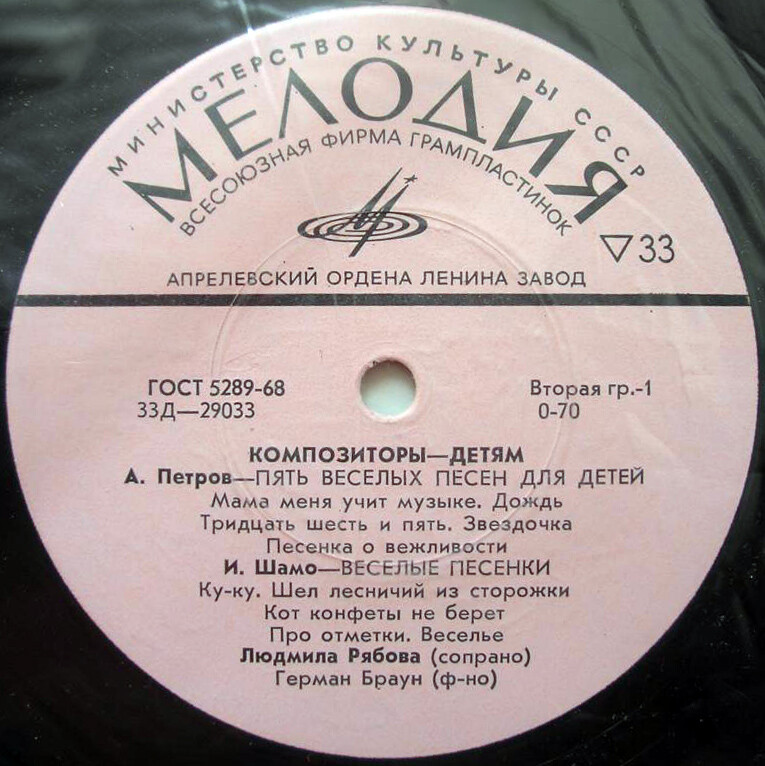 МИНИСТЕРСТВО КУЛЬТУРЫ СССР
МЕЛОДИЯ
ВСЕСОЮЗНАЯ ФИРМА ГРАМПЛАСТИНОК
33
АПРЕЛЕВСКИЙ ОРДЕНА ЛЕНИНА ЗАВОД
ГОСТ 5289-68
Вторая гр.-1
33Д—29033
0-70
КОМПОЗИТОРЫ—ДЕТЯМ
А. Петров—ПЯТЬ ВЕСЕЛЫХ ПЕСЕН ДЛЯ ДЕТЕЙ
Мама меня учит музыке. Дождь
Тридцать шесть и пять. Звездочка
Песенка о вежливости
И. Шамо—ВЕСЕЛЫЕ ПЕСЕНКИ
Ку-ку. Шел лесничий из сторожки
Кот конфеты не берет
Про отметки. Веселье
Людмила Рябова (сопрано)
Герман Браун (ф-но)